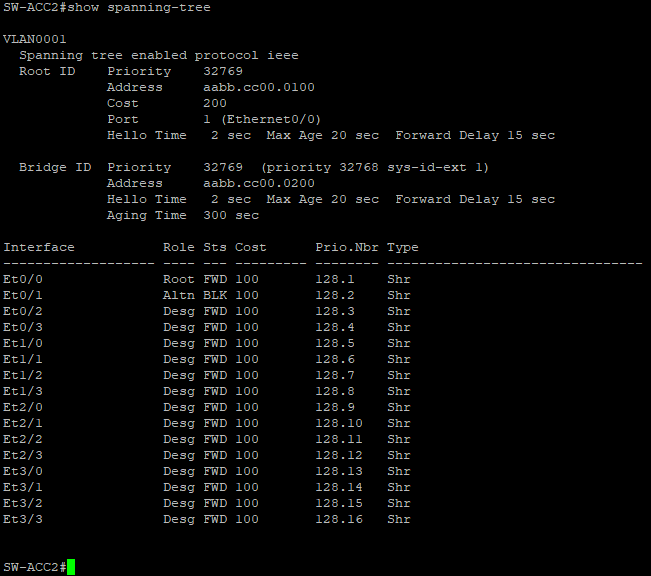 SW-ACC2#show spanning-tree
VLAN0001
  Spanning tree enabled protocol ieee
  Root ID    Priority    32769
             Address     aabb.cc00.0100
             Cost        200
             Port        1 (Ethernet0/0)
             Hello Time   2 sec  Max Age 20 sec  Forward Delay 15 sec
  Bridge ID  Priority    32769  (priority 32768 sys-id-ext 1)
             Address     aabb.cc00.0200
             Hello Time   2 sec  Max Age 20 sec  Forward Delay 15 sec
             Aging Time  300 sec
Interface           Role Sts Cost      Prio.Nbr Type
------------------- ---- --- --------- -------- --------------------------------
Et0/0               Root FWD 100       128.1    Shr
Et0/1               Altn BLK 100       128.2    Shr
Et0/2               Desg FWD 100       128.3    Shr
Et0/3               Desg FWD 100       128.4    Shr
Et1/0               Desg FWD 100       128.5    Shr
Et1/1               Desg FWD 100       128.6    Shr
Et1/2               Desg FWD 100       128.7    Shr
Et1/3               Desg FWD 100       128.8    Shr
Et2/0               Desg FWD 100       128.9    Shr
Et2/1               Desg FWD 100       128.10   Shr
Et2/2               Desg FWD 100       128.11   Shr
Et2/3               Desg FWD 100       128.12   Shr
Et3/0               Desg FWD 100       128.13   Shr
Et3/1               Desg FWD 100       128.14   Shr
Et3/2               Desg FWD 100       128.15   Shr
Et3/3               Desg FWD 100       128.16   Shr
SW-ACC2#